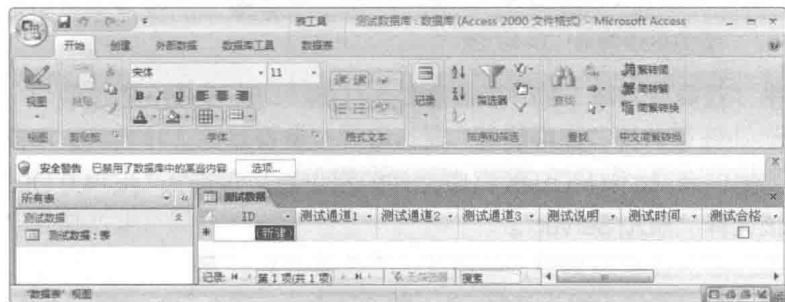 表工具 测试数据库 : 数据库 (Access 2000 文件格式) - Microsoft Access
开始 创建 外部数据 数据库工具 数据表
视图 粘贴 宋体 11 记录 筛选器 查找 繁转简
B I U 简转繁
A 简繁转换
视图 剪贴板 字体 格式文本 排序和筛选 查找 中文简繁转换
安全警告 已禁用了数据库中的某些内容 选项...
所有表 测试数据
测试数据 ID 测试通道1 测试通道2 测试通道3 测试说明 测试时间 测试合格
测试数据 : 表 * (新建)
记录: 第 1 项(共 1 项) 无筛选器 搜索
"数据表" 视图